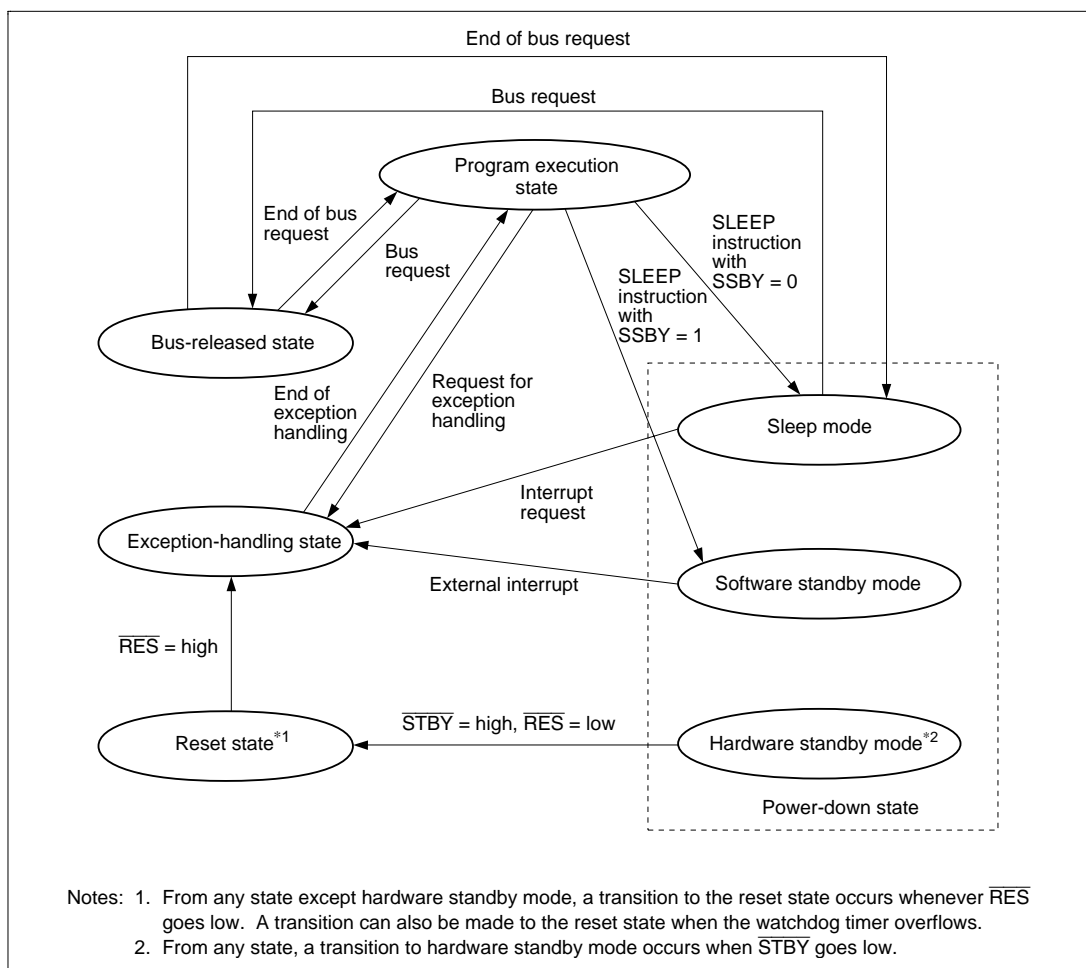 End of bus request
Bus request
Program execution
state
End of bus
request
Bus
request
SLEEP
instruction
with
SSBY = 0
SLEEP
instruction
with
SSBY = 1
Bus-released state
End of
exception
handling
Request for
exception
handling
Sleep mode
Interrupt
request
Exception-handling state
External interrupt
Software standby mode
R̅E̅S̅ = high
S̅T̅B̅Y̅ = high, R̅E̅S̅ = low
Reset state*1
Hardware standby mode*2
Power-down state
Notes: 1. From any state except hardware standby mode, a transition to the reset state occurs whenever R̅E̅S̅
goes low. A transition can also be made to the reset state when the watchdog timer overflows.
2. From any state, a transition to hardware standby mode occurs when S̅T̅B̅Y̅ goes low.